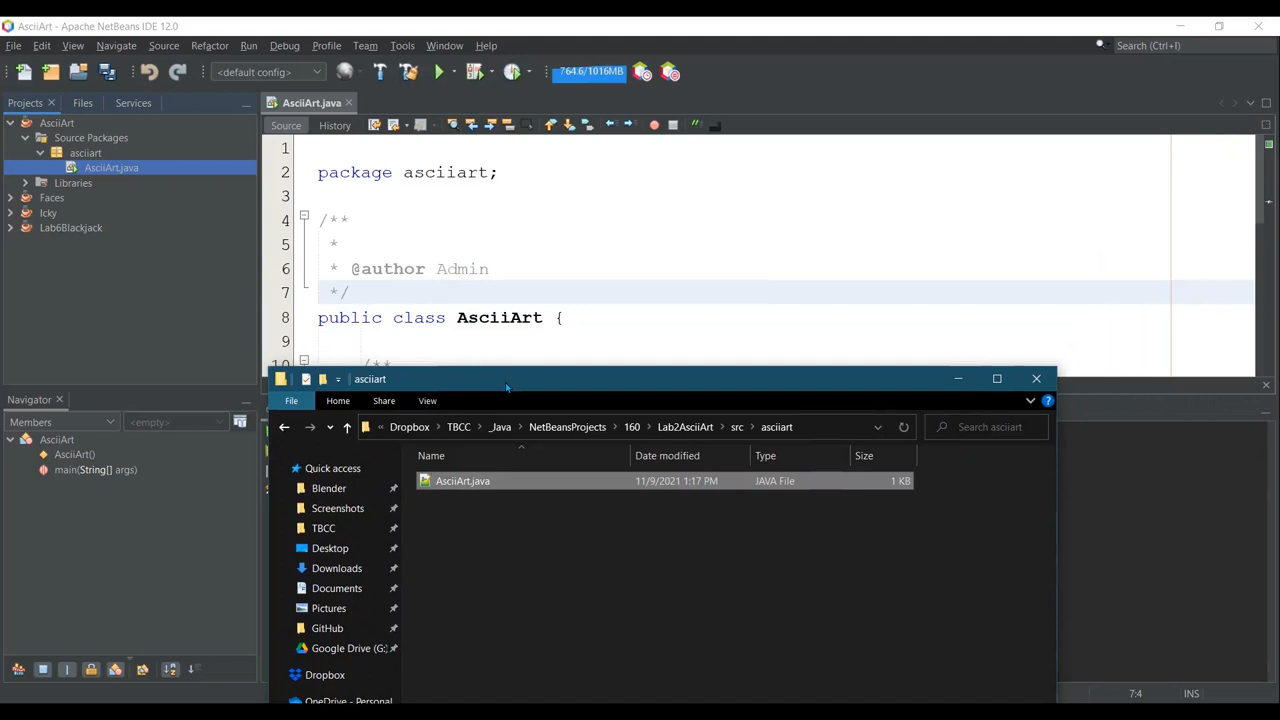 AsciiArt - Apache NetBeans IDE 12.0
File Edit View Navigate Source Refactor Run Debug Profile Team Tools Window Help
Search (Ctrl+I)
<default config>
764.6/1016MB
Projects
Files
Services
AsciiArt.java
Source
History
AsciiArt
Source Packages
asciiart
AsciiArt.java
Libraries
Faces
Icky
Lab6Blackjack
1
2 package asciiart;
3
4 /**
5 *
6 * @author Admin
7 */
8 public class AsciiArt {
9
10 /**
Navigator
Members
<empty>
AsciiArt
AsciiArt()
main(String[] args)
asciiart
File Home Share View
« Dropbox > TBCC > _Java > NetBeansProjects > 160 > Lab2AsciiArt > src > asciiart
Search asciiart
Name Date modified Type Size
AsciiArt.java 11/9/2021 1:17 PM JAVA File 1 KB
Quick access
Blender
Screenshots
TBCC
Desktop
Downloads
Documents
Pictures
GitHub
Google Drive (G:)
Dropbox
OneDrive - Personal
7:4
INS